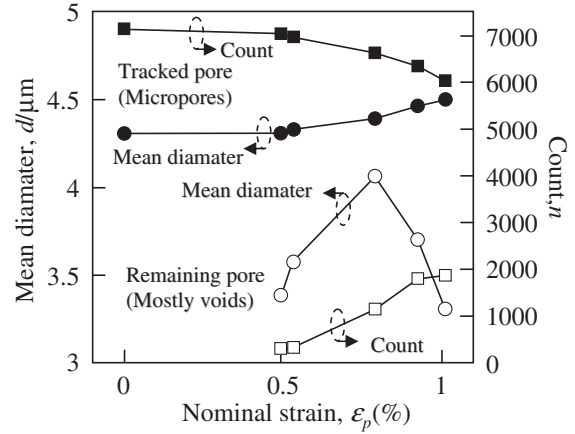 5
4.5
4
3.5
3
Mean diameter, d/μm
7000
6000
5000
4000
3000
2000
1000
0
Count,n
Count
Tracked pore
(Micropores)
Mean diamater
Mean diamater
Remaining pore
(Mostly voids)
Count
0
0.5
1
Nominal strain, εp(%)